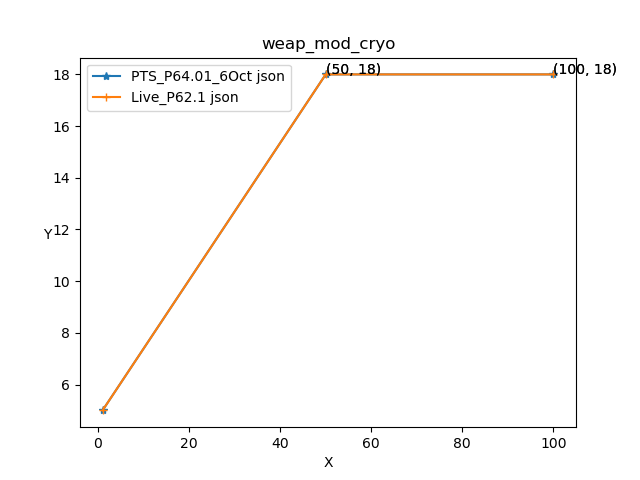 weap_mod_cryo
PTS_P64.01_6Oct json
Live_P62.1 json
(50, 18)
(100, 18)
18
16
14
12
10
8
6
Y
0 20 40 60 80 100
X